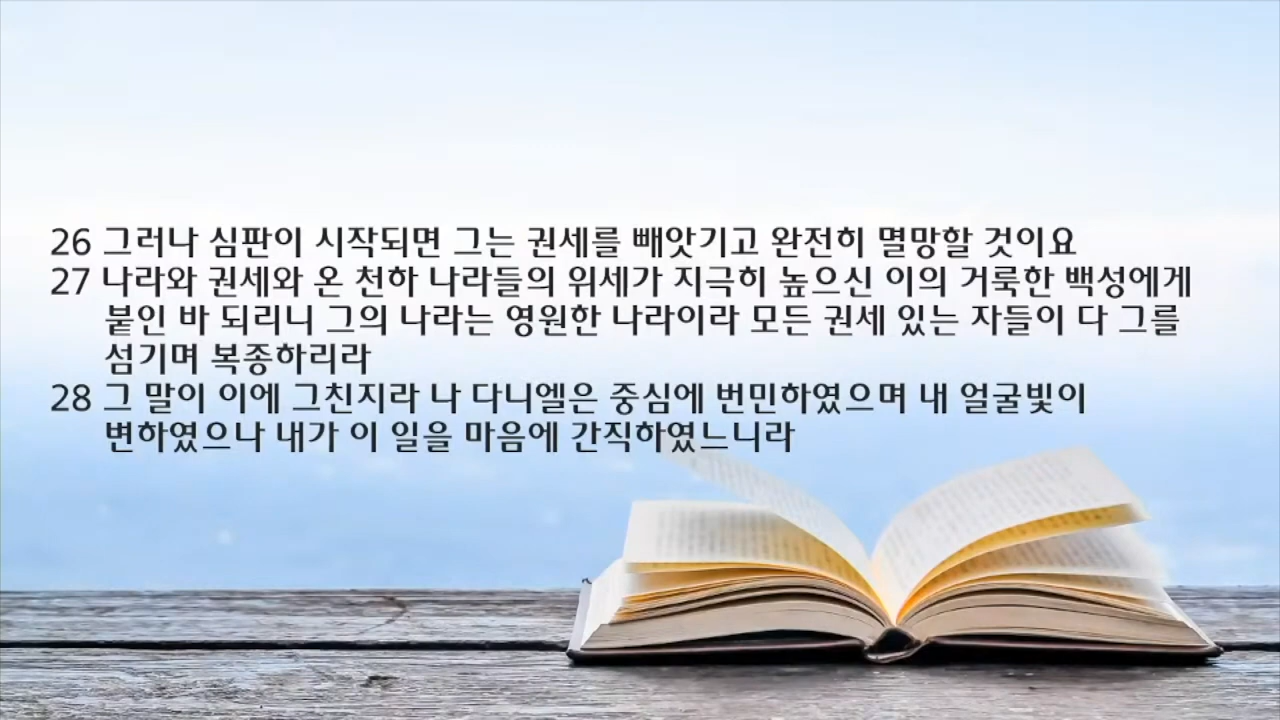 26 그러나 심판이 시작되면 그는 권세를 빼앗기고 완전히 멸망할 것이요
27 나라와 권세와 온 천하 나라들의 위세가 지극히 높으신 이의 거룩한 백성에게
붙인 바 되리니 그의 나라는 영원한 나라이라 모든 권세 있는 자들이 다 그를
섬기며 복종하리라
28 그 말이 이에 그친지라 나 다니엘은 중심에 번민하였으며 내 얼굴빛이
변하였으나 내가 이 일을 마음에 간직하였느니라